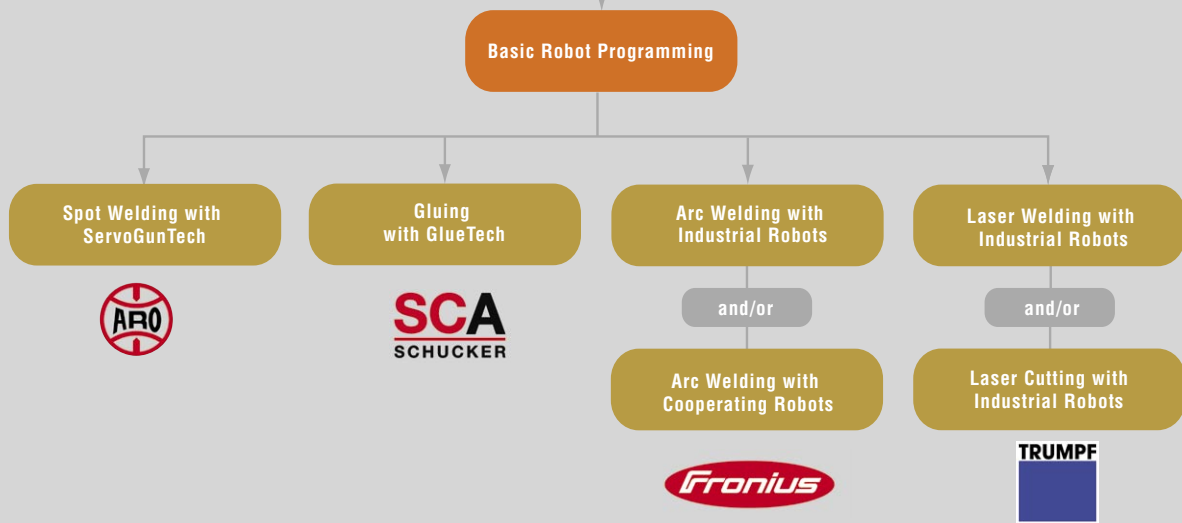 Basic Robot Programming
Spot Welding with
ServoGunTech
ARO
Gluing
with GlueTech
SCA
SCHUCKER
Arc Welding with
Industrial Robots
and/or
Arc Welding with
Cooperating Robots
Fronius
Laser Welding with
Industrial Robots
and/or
Laser Cutting with
Industrial Robots
TRUMPF